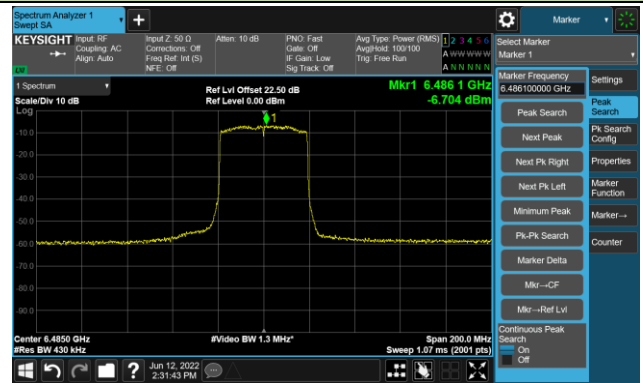 Spectrum Analyzer 1
Swept SA
+
Marker
KEYSIGHT
Input: RF
Coupling: AC
Align: Auto
Input Z: 50 Ω
Corrections: Off
Freq Ref: Int (S)
NFE: Off
Atten: 10 dB
PNO: Fast
Gate: Off
IF Gain: Low
Sig Track: Off
Avg Type: Power (RMS)
Avg|Hold: 100/100
Trig: Free Run
1 2 3 4 5 6
A W W W W W
A N N N N N
LXI
Select Marker
Marker 1
1 Spectrum
Scale/Div 10 dB
Log
Ref Lvl Offset 22.50 dB
Ref Level 0.00 dBm
Mkr1 6.486 1 GHz
-6.704 dBm
1
-10.0
-20.0
-30.0
-40.0
-50.0
-60.0
-70.0
-80.0
-90.0
Center 6.4850 GHz
#Res BW 430 kHz
#Video BW 1.3 MHz*
Span 200.0 MHz
Sweep 1.07 ms (2001 pts)
Marker Frequency
6.486100000 GHz
Peak Search
Next Peak
Next Pk Right
Next Pk Left
Minimum Peak
Pk-Pk Search
Marker Delta
Mkr→CF
Mkr→Ref Lvl
Continuous Peak
Search
On
Off
Settings
Peak
Search
Pk Search
Config
Properties
Marker
Function
Marker→
Counter
?
Jun 12, 2022
2:31:43 PM